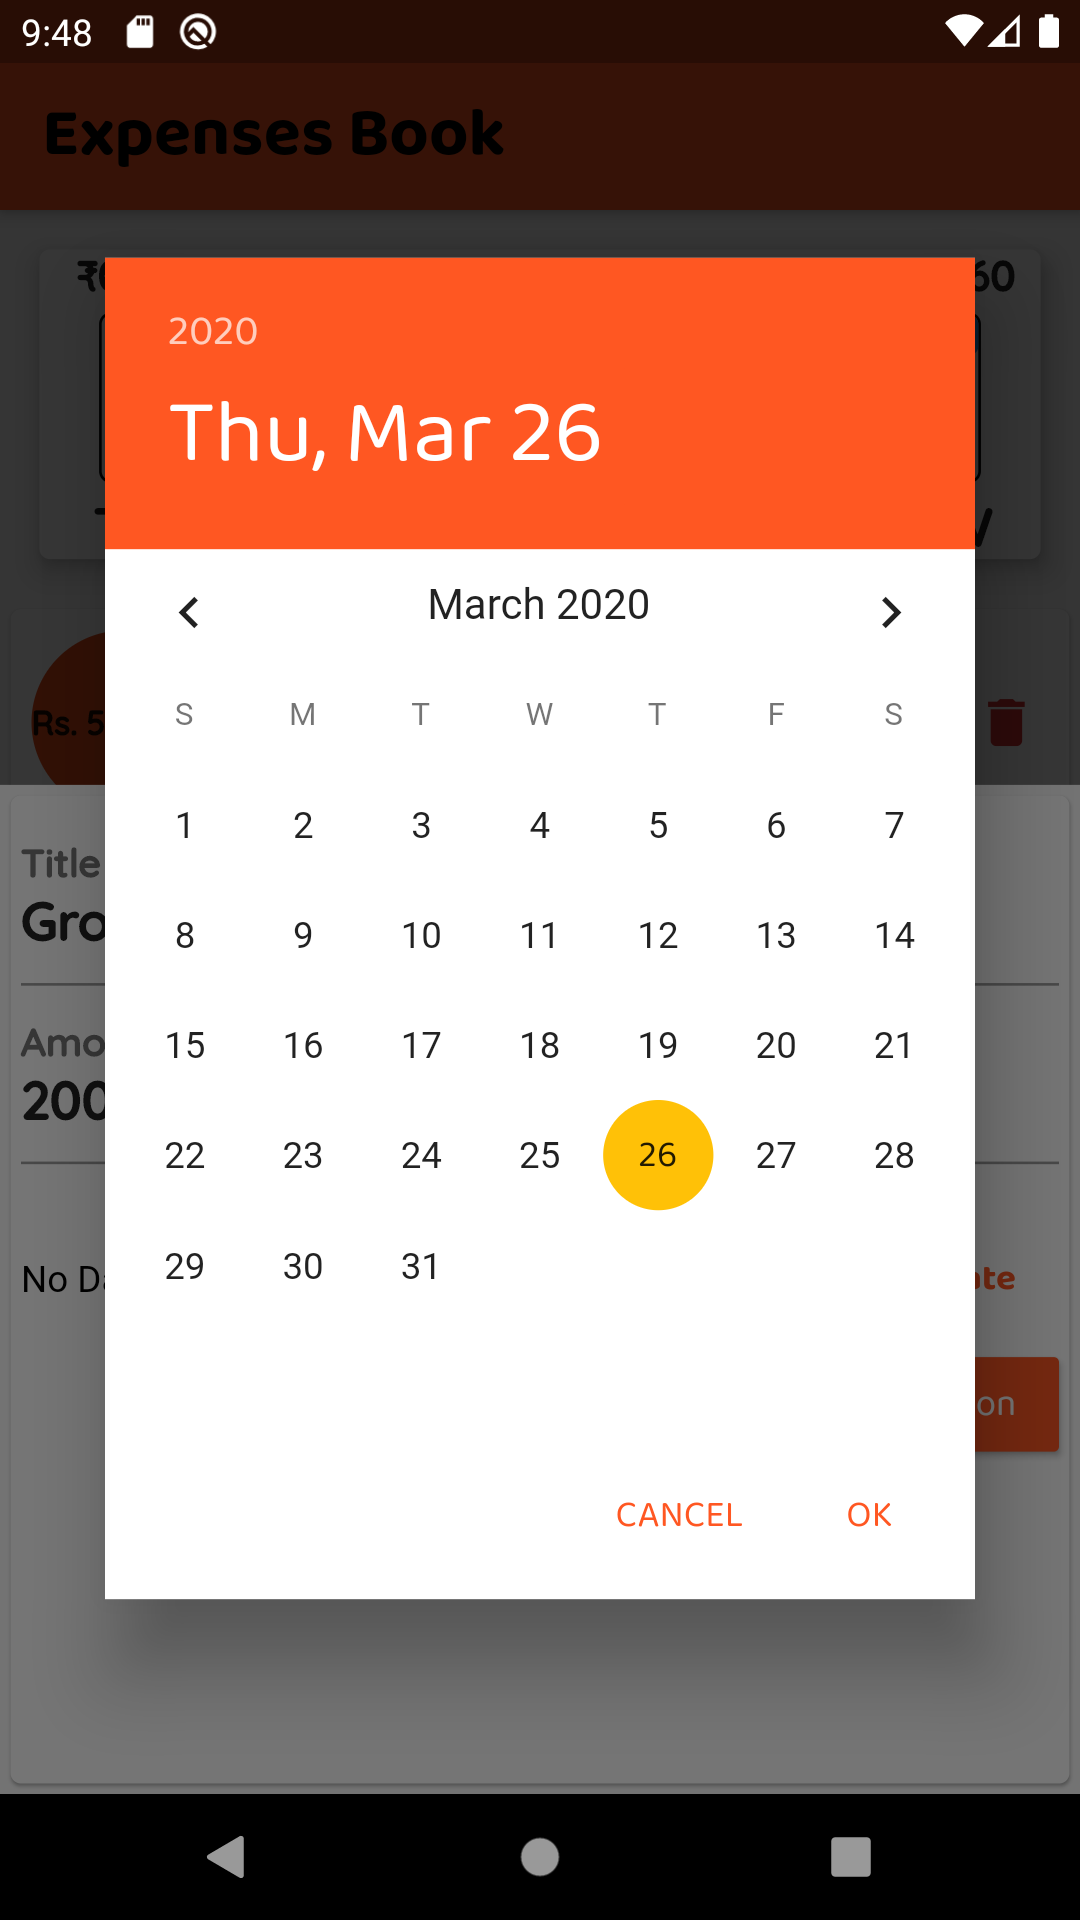 9:48
Expenses Book
60
2020
Thu, Mar 26
March 2020
S M T W T F S
1 2 3 4 5 6 7
Rs. 5
8 9 10 11 12 13 14
15 16 17 18 19 20 21
22 23 24 25 26 27 28
29 30 31
Title
Gro
Amo
200
No Da
ate
on
CANCEL OK